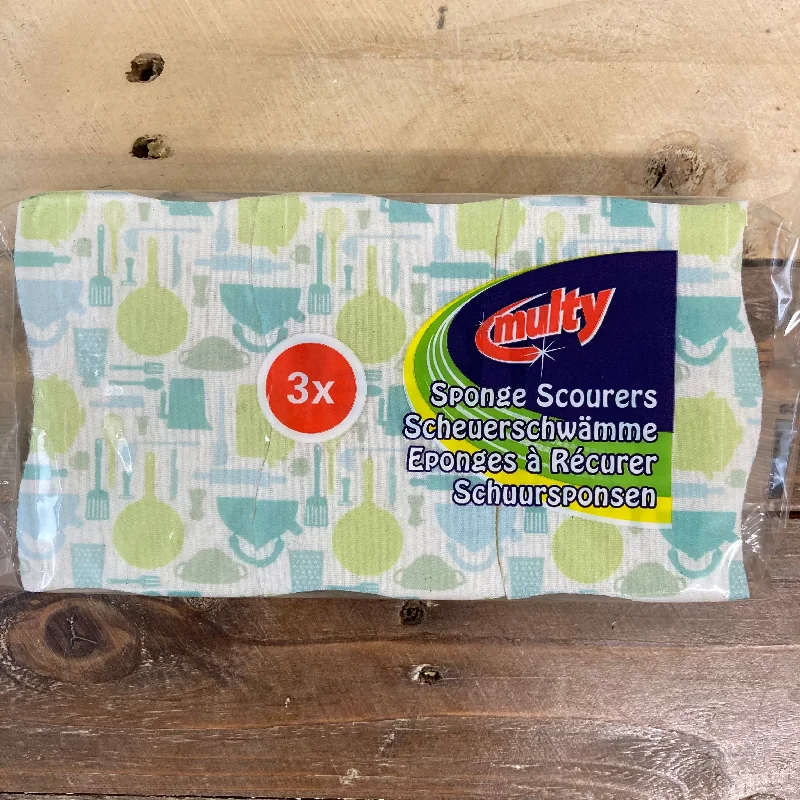 multy
3x
Sponge Scourers
Scheuerschwämme
Eponges à Récurer
Schuursponsen